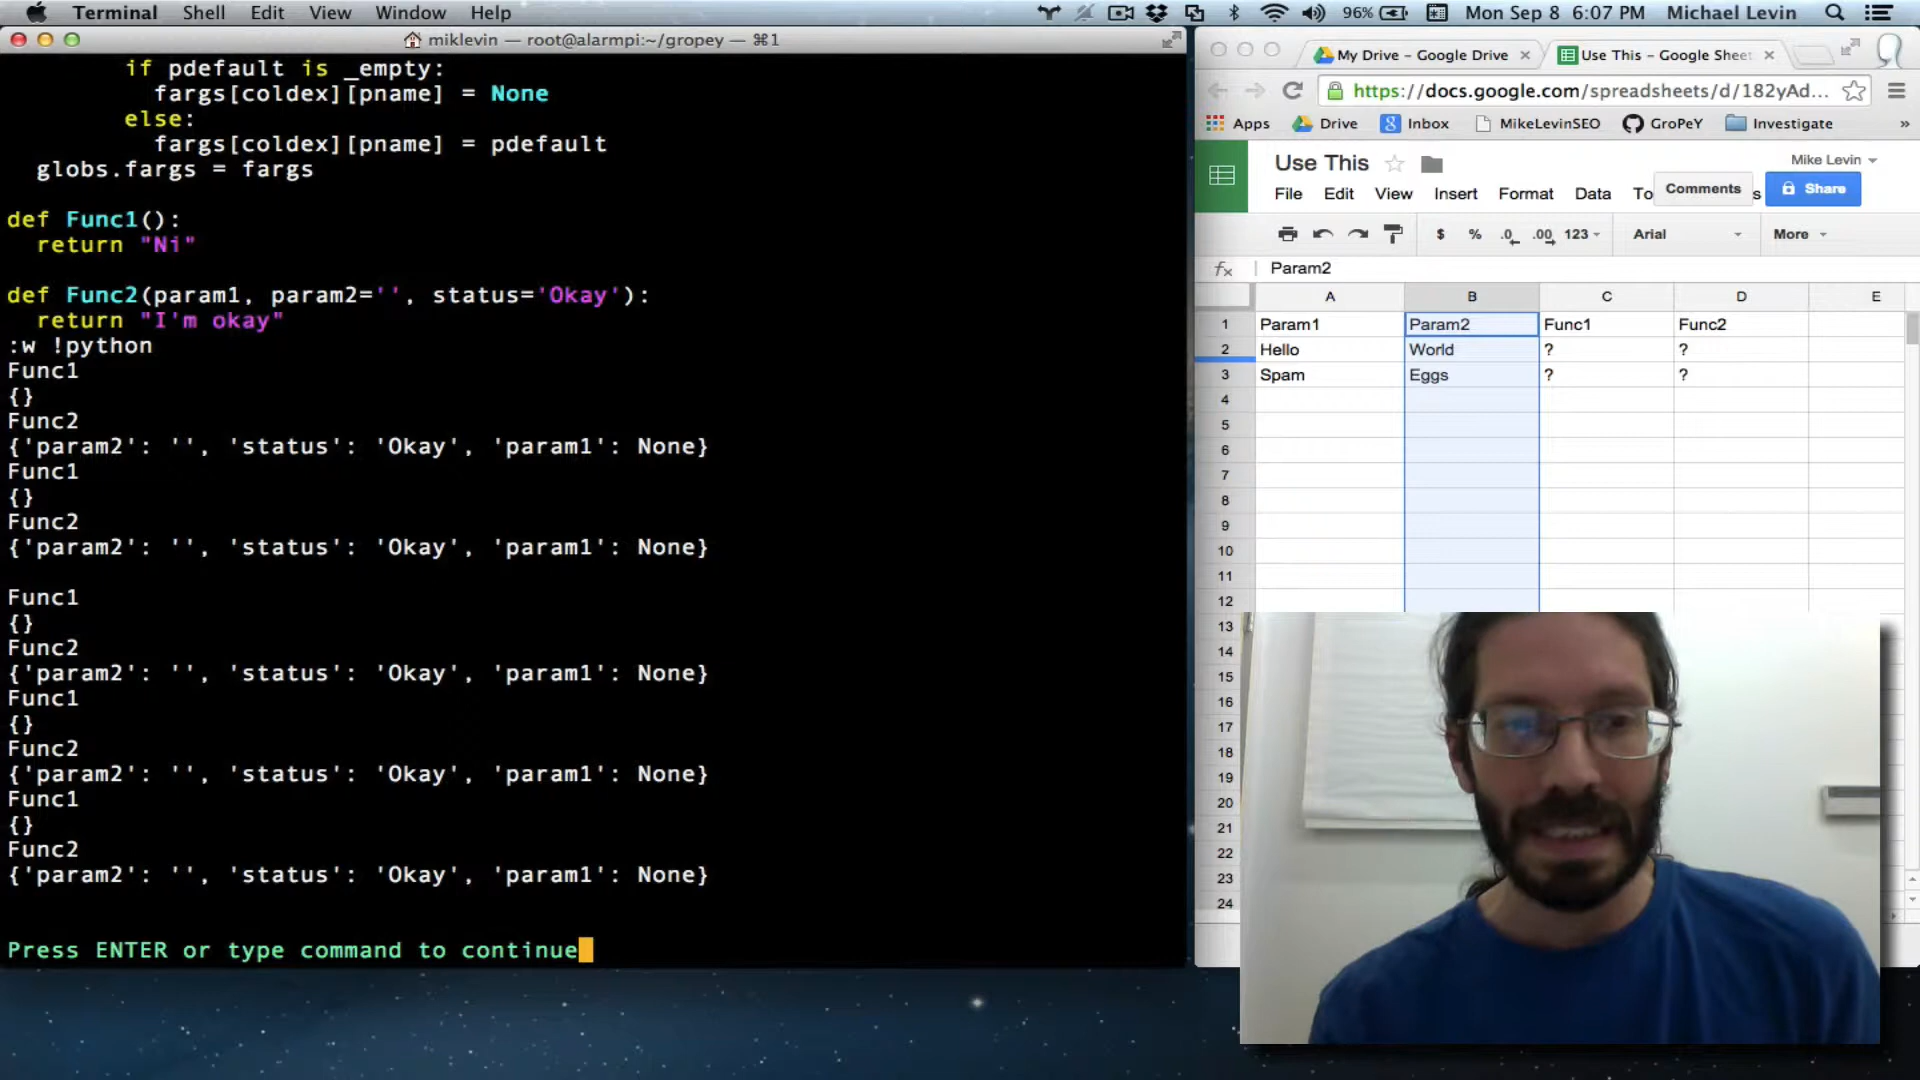 Terminal Shell Edit View Window Help 96% Mon Sep 8 6:07 PM Michael Levin
miklevin — root@alarmpi:~/gropey — ⌘1
if pdefault is _empty:
fargs[coldex][pname] = None
else:
fargs[coldex][pname] = pdefault
globs.fargs = fargs
def Func1():
return "Ni"
def Func2(param1, param2='', status='Okay'):
return "I'm okay"
:w !python
Func1
{}
Func2
{'param2': '', 'status': 'Okay', 'param1': None}
Func1
{}
Func2
{'param2': '', 'status': 'Okay', 'param1': None}
Func1
{}
Func2
{'param2': '', 'status': 'Okay', 'param1': None}
Func1
{}
Func2
{'param2': '', 'status': 'Okay', 'param1': None}
Func1
{}
Func2
{'param2': '', 'status': 'Okay', 'param1': None}
Press ENTER or type command to continue
My Drive – Google Drive × Use This – Google Sheet ×
https://docs.google.com/spreadsheets/d/182yAd...
Apps Drive Inbox MikeLevinSEO GroPeY Investigate »
Use This Mike Levin
File Edit View Insert Format Data To Comments s Share
$ % .0 .00 123 Arial More
fx Param2
A B C D E
1 Param1 Param2 Func1 Func2
2 Hello World ? ?
3 Spam Eggs ? ?
4
5
6
7
8
9
10
11
12
13
14
15
16
17
18
19
20
21
22
23
24